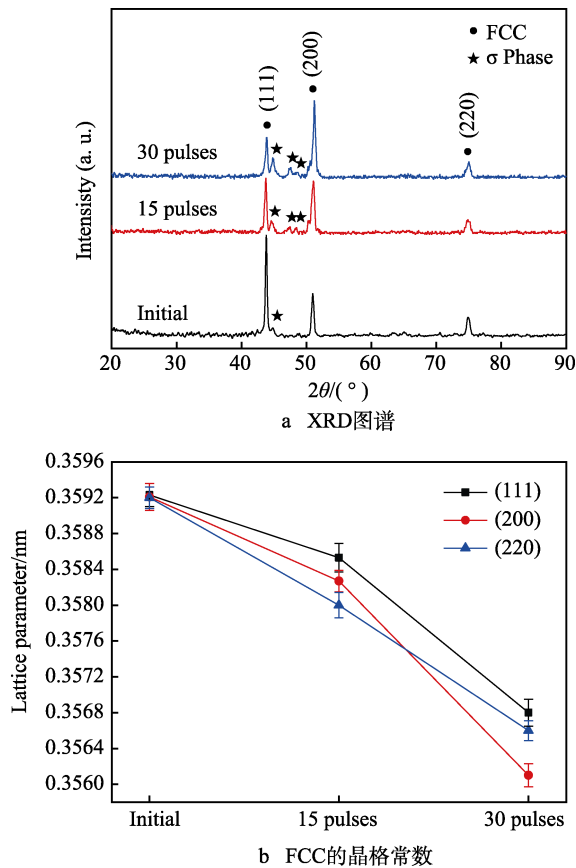 ● FCC
★ σ Phase
(111)
(200)
(220)
30 pulses
15 pulses
Initial
Intensisty (a. u.)
20 30 40 50 60 70 80 90
2θ/( ° )
a XRD图谱
0.3596
0.3592
0.3588
0.3584
0.3580
0.3576
0.3572
0.3568
0.3564
0.3560
Lattice parameter/nm
(111)
(200)
(220)
Initial 15 pulses 30 pulses
b FCC的晶格常数